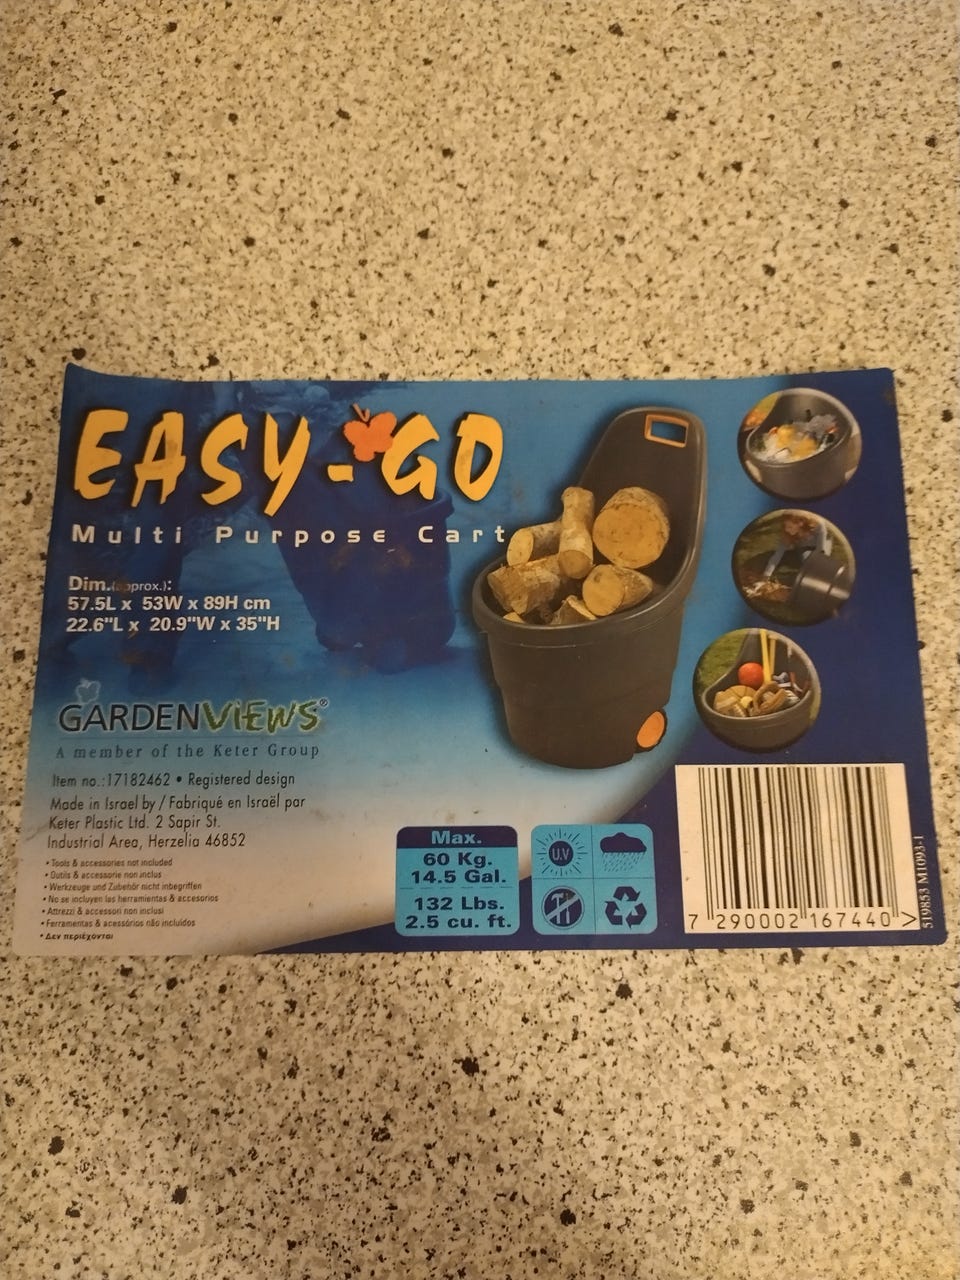 EASY-GO
Multi Purpose Cart
Dim.(approx.):
57.5L x 53W x 89H cm
22.6"L x 20.9"W x 35"H
GARDENViEWS®
A member of the Keter Group
Item no.:17182462 • Registered design
Made in Israel by / Fabriqué en Israël par
Keter Plastic Ltd. 2 Sapir St.
Industrial Area, Herzelia 46852
• Tools & accessories not included
• Outils & accessorie non inclus
• Werkzeuge und Zubehör nicht inbegriffen
• No se incluyen las herramientas & accesorios
• Attrezzi & accessori non inclusi
• Ferramentas & acessórios não incluídos
• Δεν περιέχονται
Max.
60 Kg.
14.5 Gal.
132 Lbs.
2.5 cu. ft.
U.V
7 290002 167440 >
519853 M1093-1